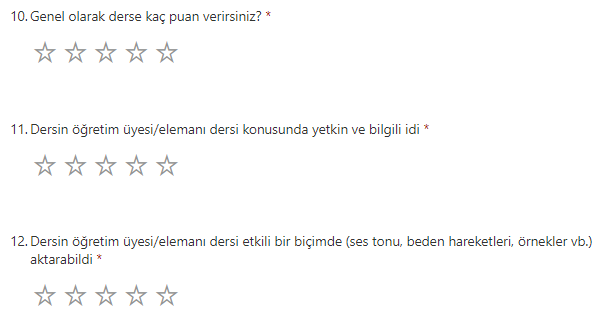 10. Genel olarak derse kaç puan verirsiniz? *
11. Dersin öğretim üyesi/elemanı dersi konusunda yetkin ve bilgili idi *
12. Dersin öğretim üyesi/elemanı dersi etkili bir biçimde (ses tonu, beden hareketleri, örnekler vb.)
aktarabildi *